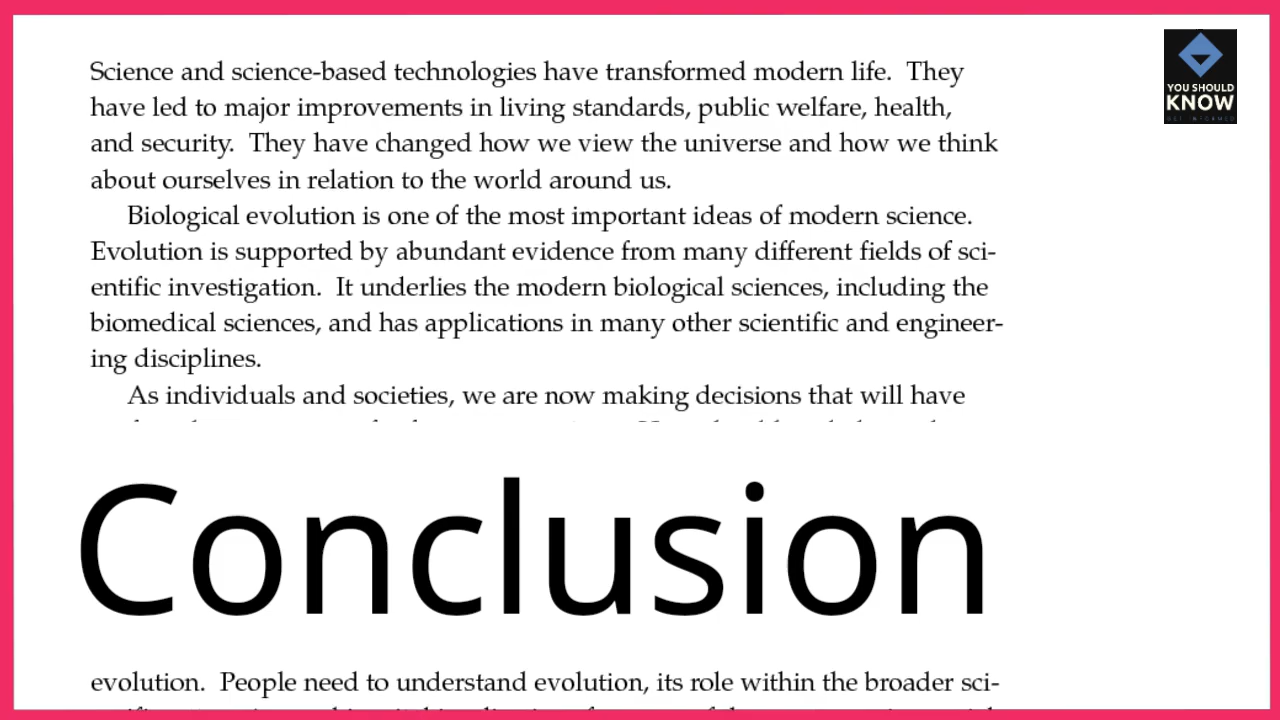 Science and science-based technologies have transformed modern life. They
have led to major improvements in living standards, public welfare, health,
and security. They have changed how we view the universe and how we think
about ourselves in relation to the world around us.
Biological evolution is one of the most important ideas of modern science.
Evolution is supported by abundant evidence from many different fields of sci-
entific investigation. It underlies the modern biological sciences, including the
biomedical sciences, and has applications in many other scientific and engineer-
ing disciplines.
As individuals and societies, we are now making decisions that will have
Conclusion
evolution. People need to understand evolution, its role within the broader sci-
YOU SHOULD
KNOW
GET INFORMED